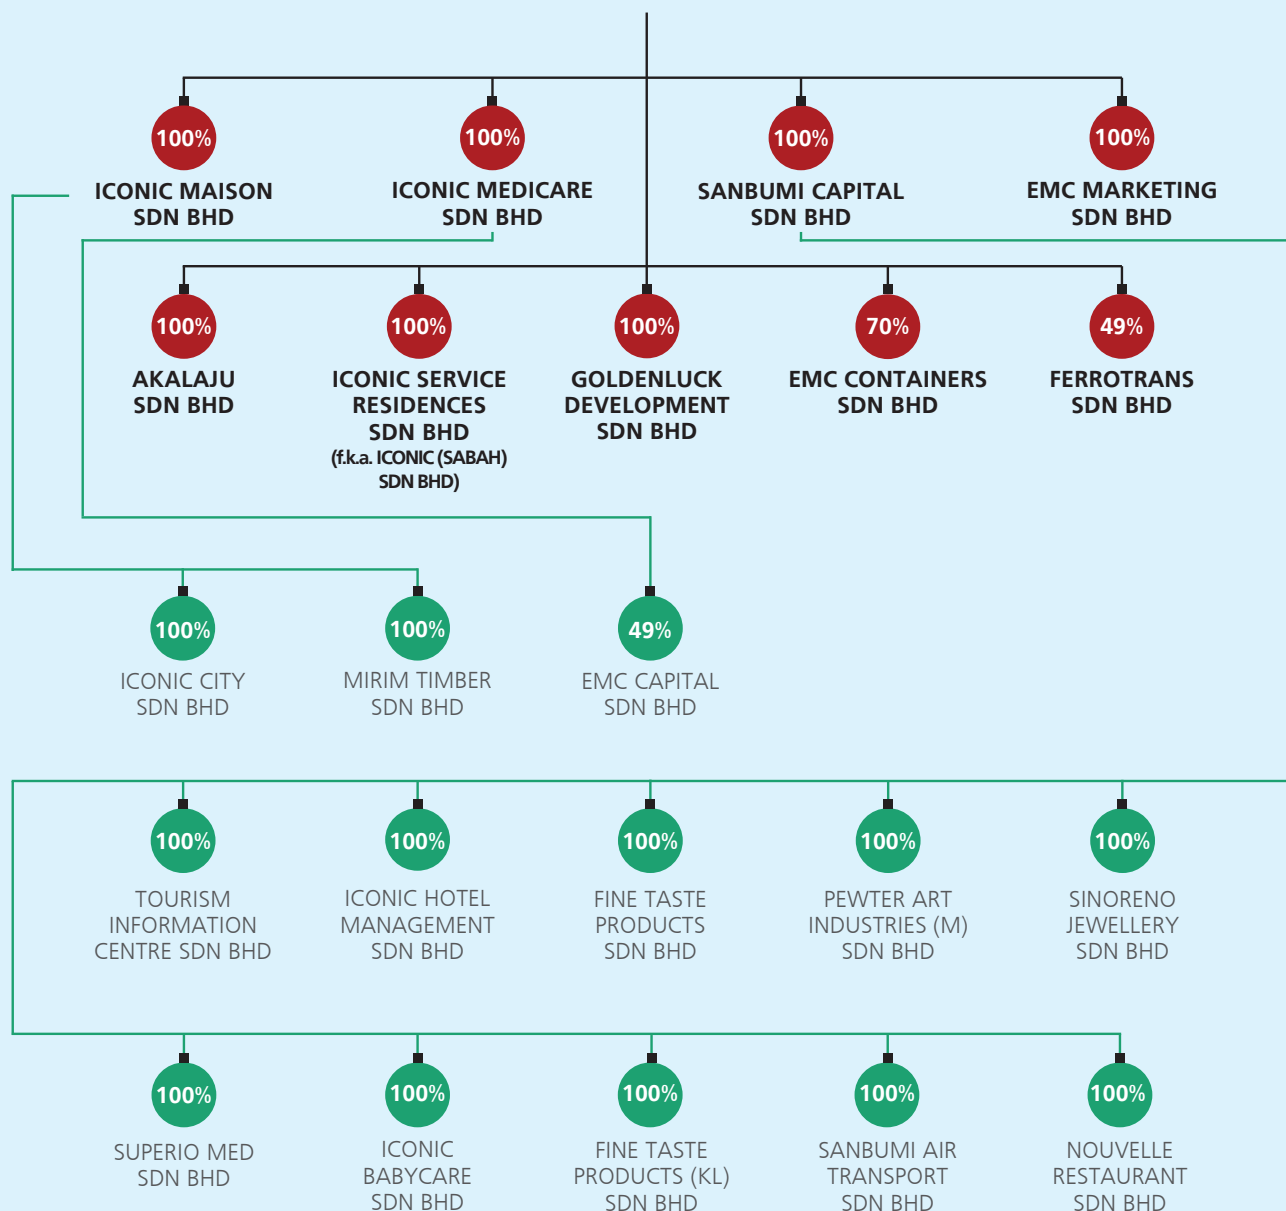 100% 100% 100% 100%
ICONIC MAISON
SDN BHD
ICONIC MEDICARE
SDN BHD
SANBUMI CAPITAL
SDN BHD
EMC MARKETING
SDN BHD
100% 100% 100% 70% 49%
AKALAJU
SDN BHD
ICONIC SERVICE
RESIDENCES
SDN BHD
(f.k.a. ICONIC (SABAH)
SDN BHD)
GOLDENLUCK
DEVELOPMENT
SDN BHD
EMC CONTAINERS
SDN BHD
FERROTRANS
SDN BHD
100% 100% 49%
ICONIC CITY
SDN BHD
MIRIM TIMBER
SDN BHD
EMC CAPITAL
SDN BHD
100% 100% 100% 100% 100%
TOURISM
INFORMATION
CENTRE SDN BHD
ICONIC HOTEL
MANAGEMENT
SDN BHD
FINE TASTE
PRODUCTS
SDN BHD
PEWTER ART
INDUSTRIES (M)
SDN BHD
SINORENO
JEWELLERY
SDN BHD
100% 100% 100% 100% 100%
SUPERIO MED
SDN BHD
ICONIC
BABYCARE
SDN BHD
FINE TASTE
PRODUCTS (KL)
SDN BHD
SANBUMI AIR
TRANSPORT
SDN BHD
NOUVELLE
RESTAURANT
SDN BHD